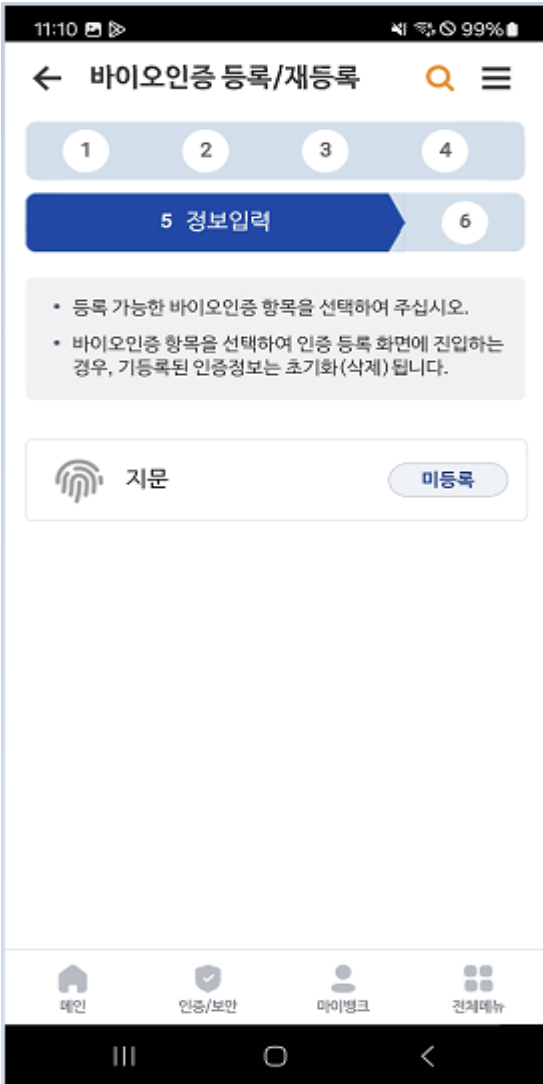 11:10 99%
바이오인증 등록/재등록
1 2 3 4
5 정보입력 6
• 등록 가능한 바이오인증 항목을 선택하여 주십시오.
• 바이오인증 항목을 선택하여 인증 등록 화면에 진입하는
경우, 기등록된 인증정보는 초기화(삭제)됩니다.
지문 미등록
메인 인증/보안 마이뱅크 전체메뉴